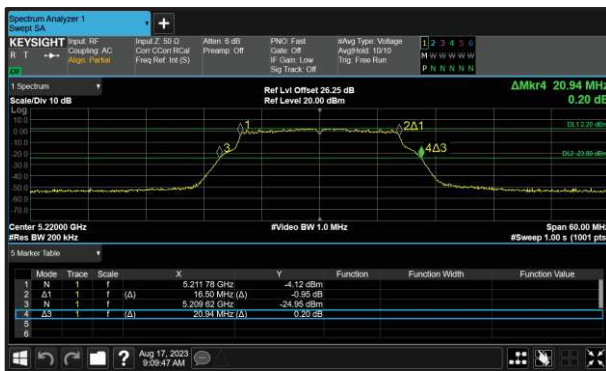 Spectrum Analyzer 1
Swept SA
+
KEYSIGHT Input: RF Input Z: 50 Ω Atten: 6 dB PNO: Fast #Avg Type: Voltage 1 2 3 4 5 6
R T Coupling: AC Corr CCorr RCal Preamp: Off Gate: Off Avg|Hold: 10/10 M W W W W W
Align: Partial Freq Ref: Int (S) IF Gain: Low Trig: Free Run P N N N N N
Sig Track: Off
1 Spectrum Ref Lvl Offset 26.25 dB ΔMkr4 20.94 MHz
Scale/Div 10 dB Ref Level 20.00 dBm 0.20 dB
Log
10.0
0.00
-10.0
-20.0
-30.0
-40.0
-50.0
-60.0
-70.0
1
2Δ1
3
4Δ3
DL1 2.20 dBm
Center 5.22000 GHz #Video BW 1.0 MHz Span 60.00 MHz
#Res BW 200 kHz #Sweep 1.00 s (1001 pts)
5 Marker Table
Mode Trace Scale X Y Function Function Width Function Value
1 N 1 f 5.211 78 GHz -4.12 dBm
2 Δ1 1 f (Δ) 16.50 MHz (Δ) -0.95 dB
3 N 1 f 5.209 62 GHz -24.95 dBm
4 Δ3 1 f (Δ) 20.94 MHz (Δ) 0.20 dB
5
6
? Aug 17, 2023
9:09:47 AM